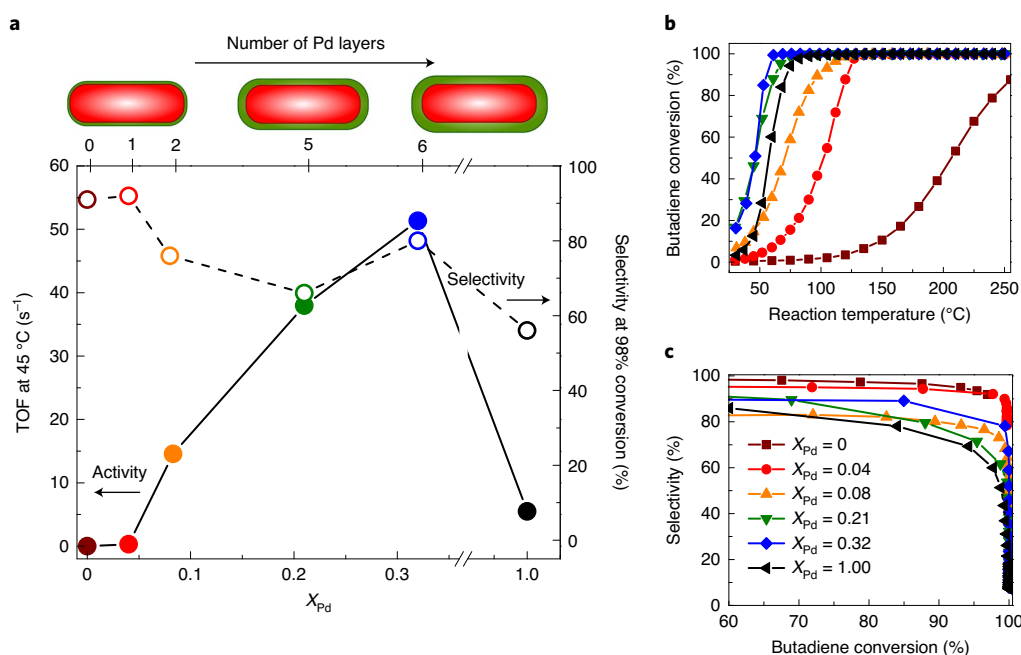 a
Number of Pd layers
0 1 2 5 6
60
50
40
30
20
10
0
TOF at 45 °C (s⁻¹)
100
80
60
40
20
0
Selectivity at 98% conversion
(%)
Selectivity
Activity
0 0.1 0.2 0.3 1.0
X_Pd
b
100
80
60
40
20
0
Butadiene conversion (%)
50 100 150 200 250
Reaction temperature (°C)
c
100
80
60
40
20
0
Selectivity (%)
X_Pd = 0
X_Pd = 0.04
X_Pd = 0.08
X_Pd = 0.21
X_Pd = 0.32
X_Pd = 1.00
60 70 80 90 100
Butadiene conversion (%)